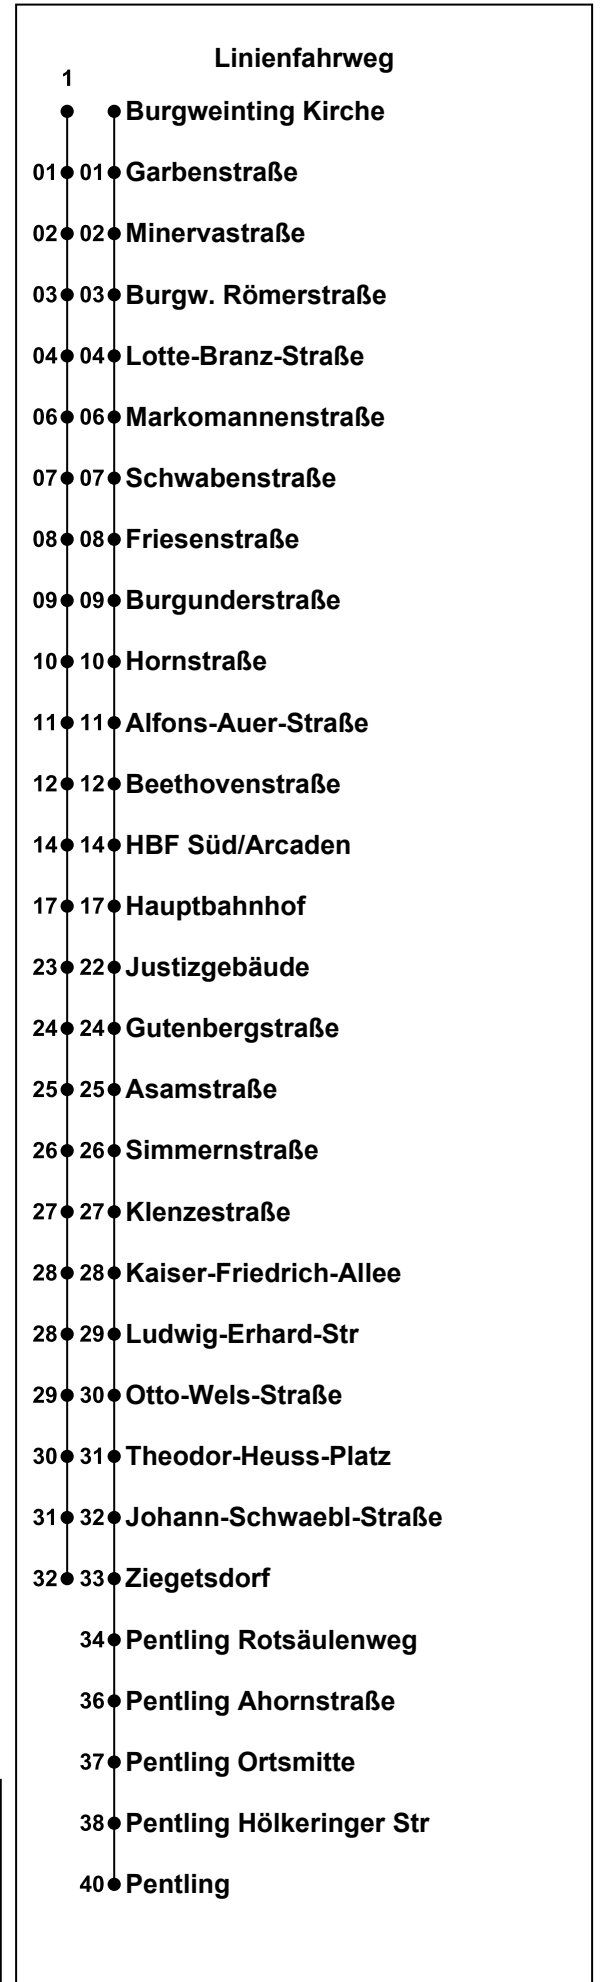 Linienfahrweg
1
Burgweinting Kirche
01 01 Garbenstraße
02 02 Minervastraße
03 03 Burgw. Römerstraße
04 04 Lotte-Branz-Straße
06 06 Markomannenstraße
07 07 Schwabenstraße
08 08 Friesenstraße
09 09 Burgunderstraße
10 10 Hornstraße
11 11 Alfons-Auer-Straße
12 12 Beethovenstraße
14 14 HBF Süd/Arcaden
17 17 Hauptbahnhof
23 22 Justizgebäude
24 24 Gutenbergstraße
25 25 Asamstraße
26 26 Simmernstraße
27 27 Klenzestraße
28 28 Kaiser-Friedrich-Allee
28 29 Ludwig-Erhard-Str
29 30 Otto-Wels-Straße
30 31 Theodor-Heuss-Platz
31 32 Johann-Schwaebl-Straße
32 33 Ziegetsdorf
34 Pentling Rotsäulenweg
36 Pentling Ahornstraße
37 Pentling Ortsmitte
38 Pentling Hölkeringer Str
40 Pentling